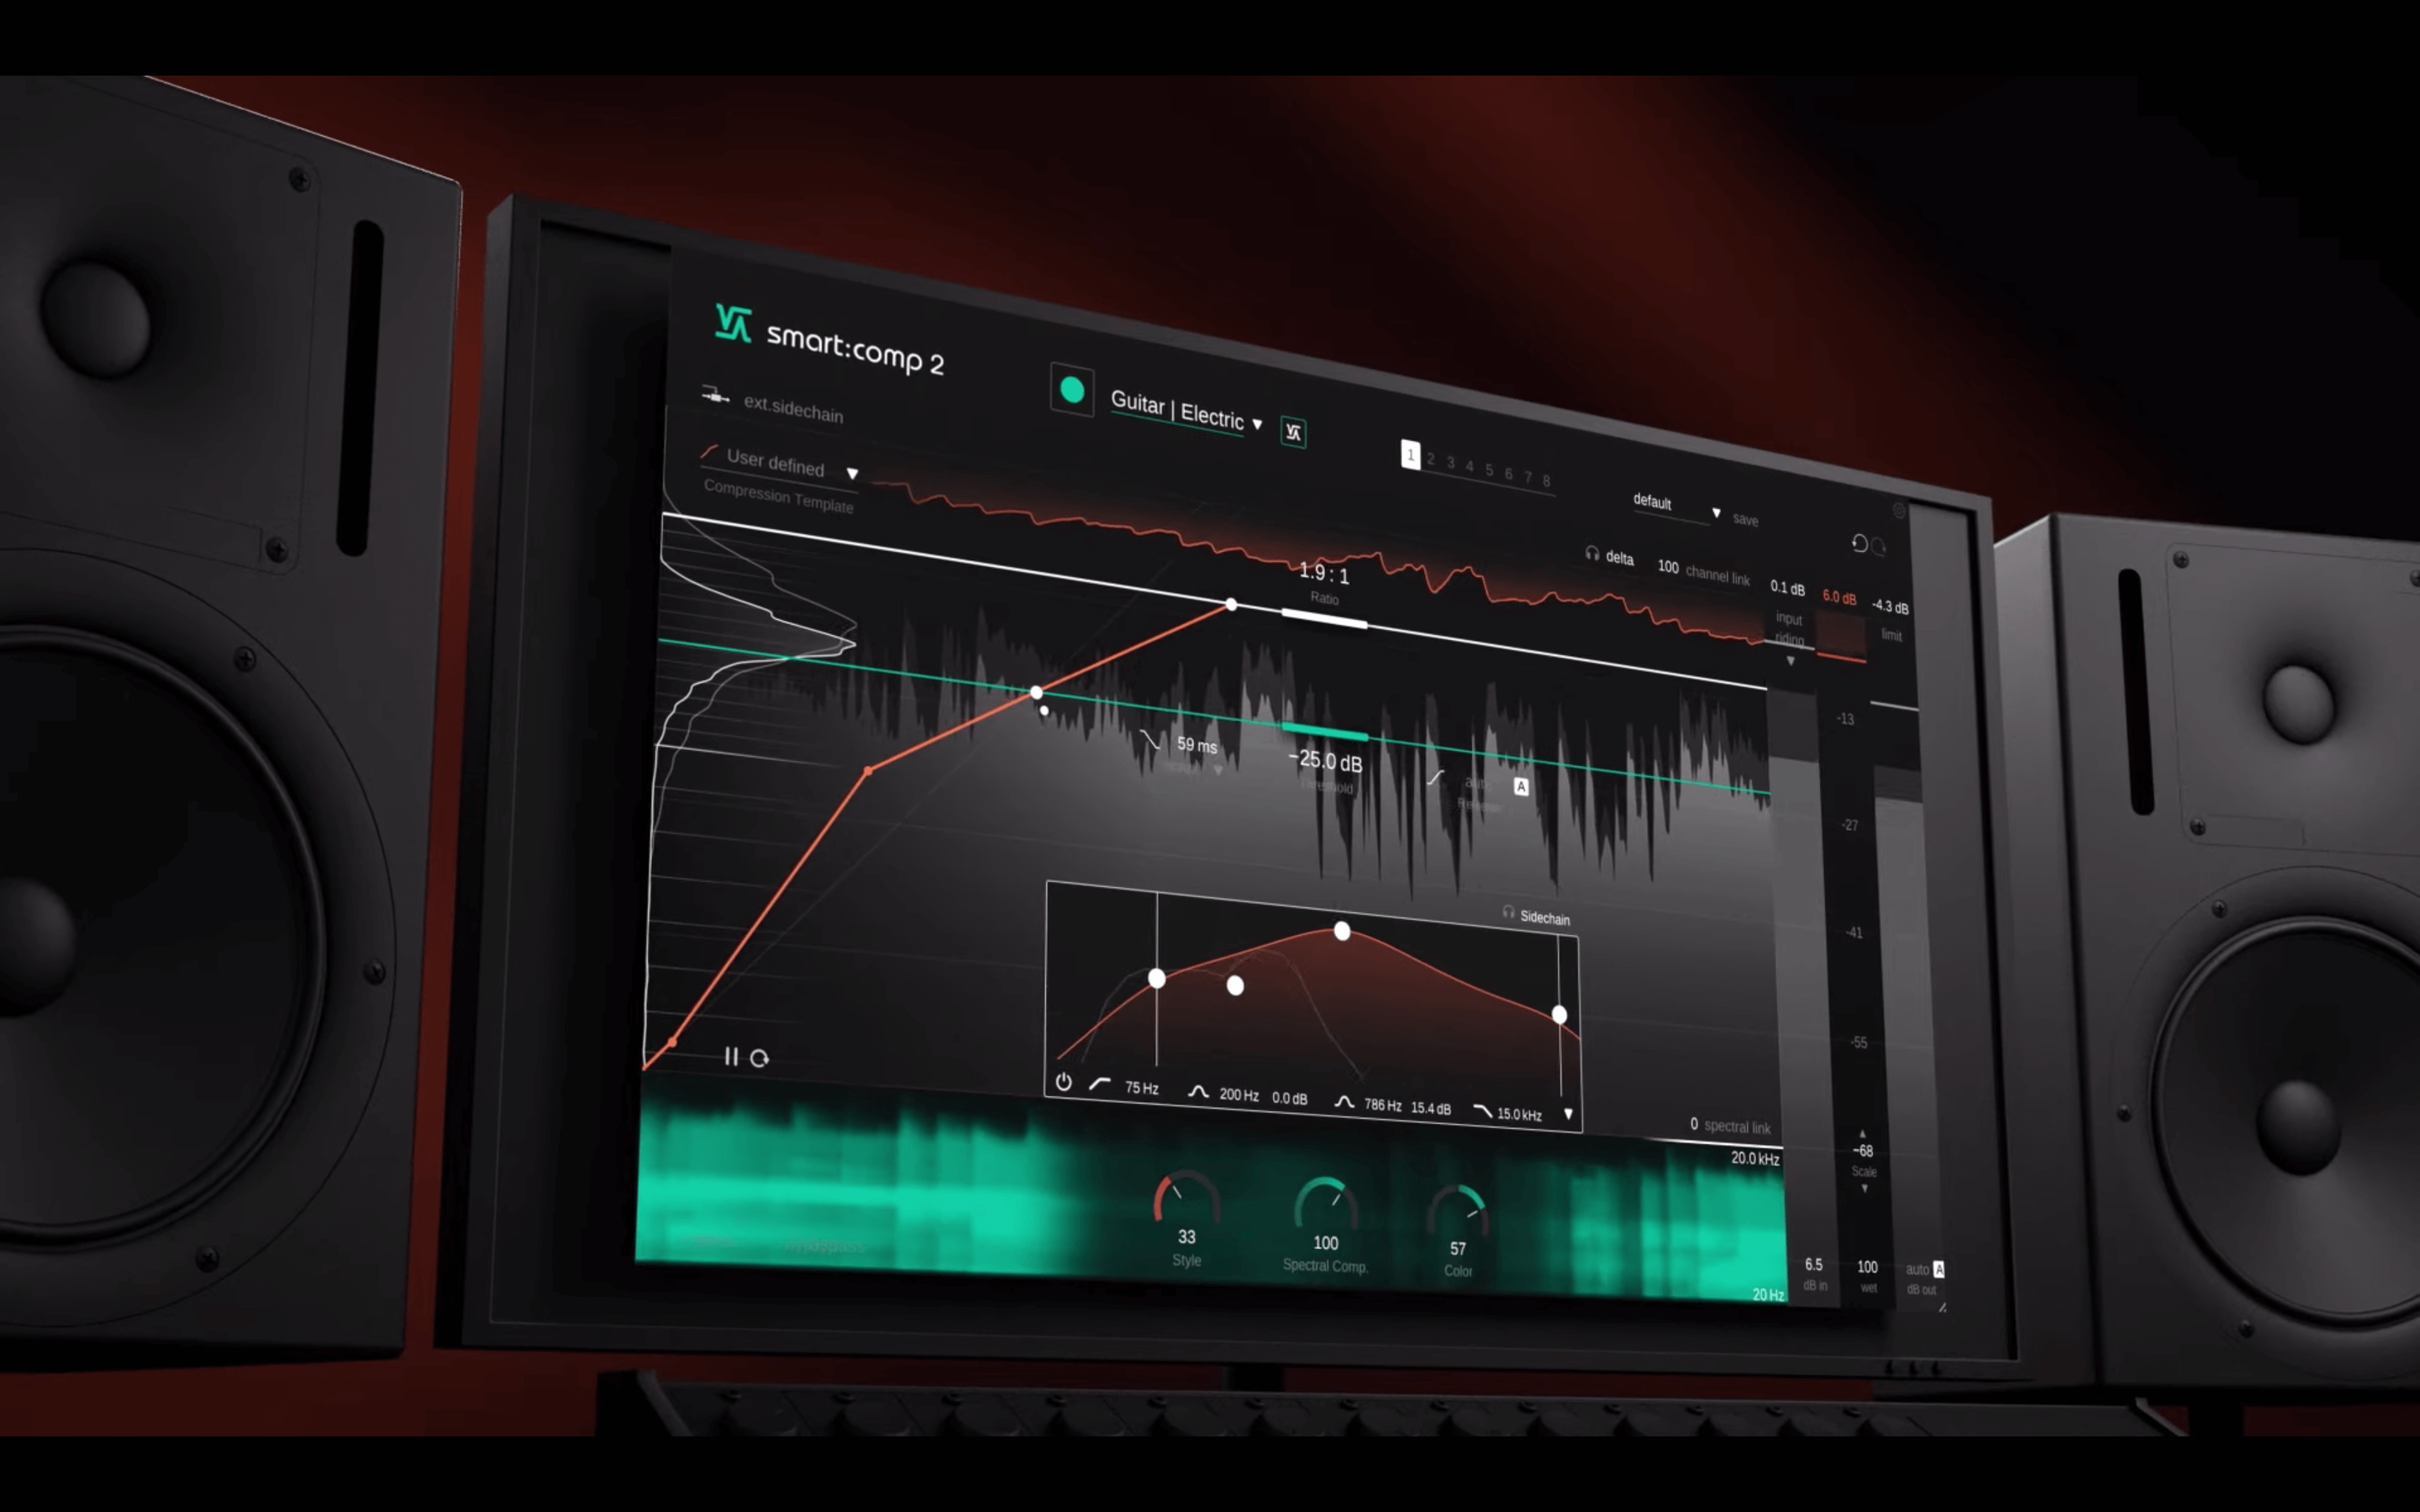 smart:comp 2
ext.sidechain
Guitar | Electric
1 2 3 4 5 6 7 8
default
save
User defined
Compression Template
delta
100 channel link
0.1 dB
6.0 dB
-4.3 dB
input
riding
limit
1.9 : 1
Ratio
59 ms
-25.0 dB
Threshold
auto
A
Release
-13
-27
-41
-55
Sidechain
75 Hz
200 Hz 0.0 dB
786 Hz 15.4 dB
15.0 kHz
0 spectral link
20.0 kHz
-68
Scale
33
Style
100
Spectral Comp.
57
Color
20 Hz
6.5
dB in
100
wet
auto A
dB out